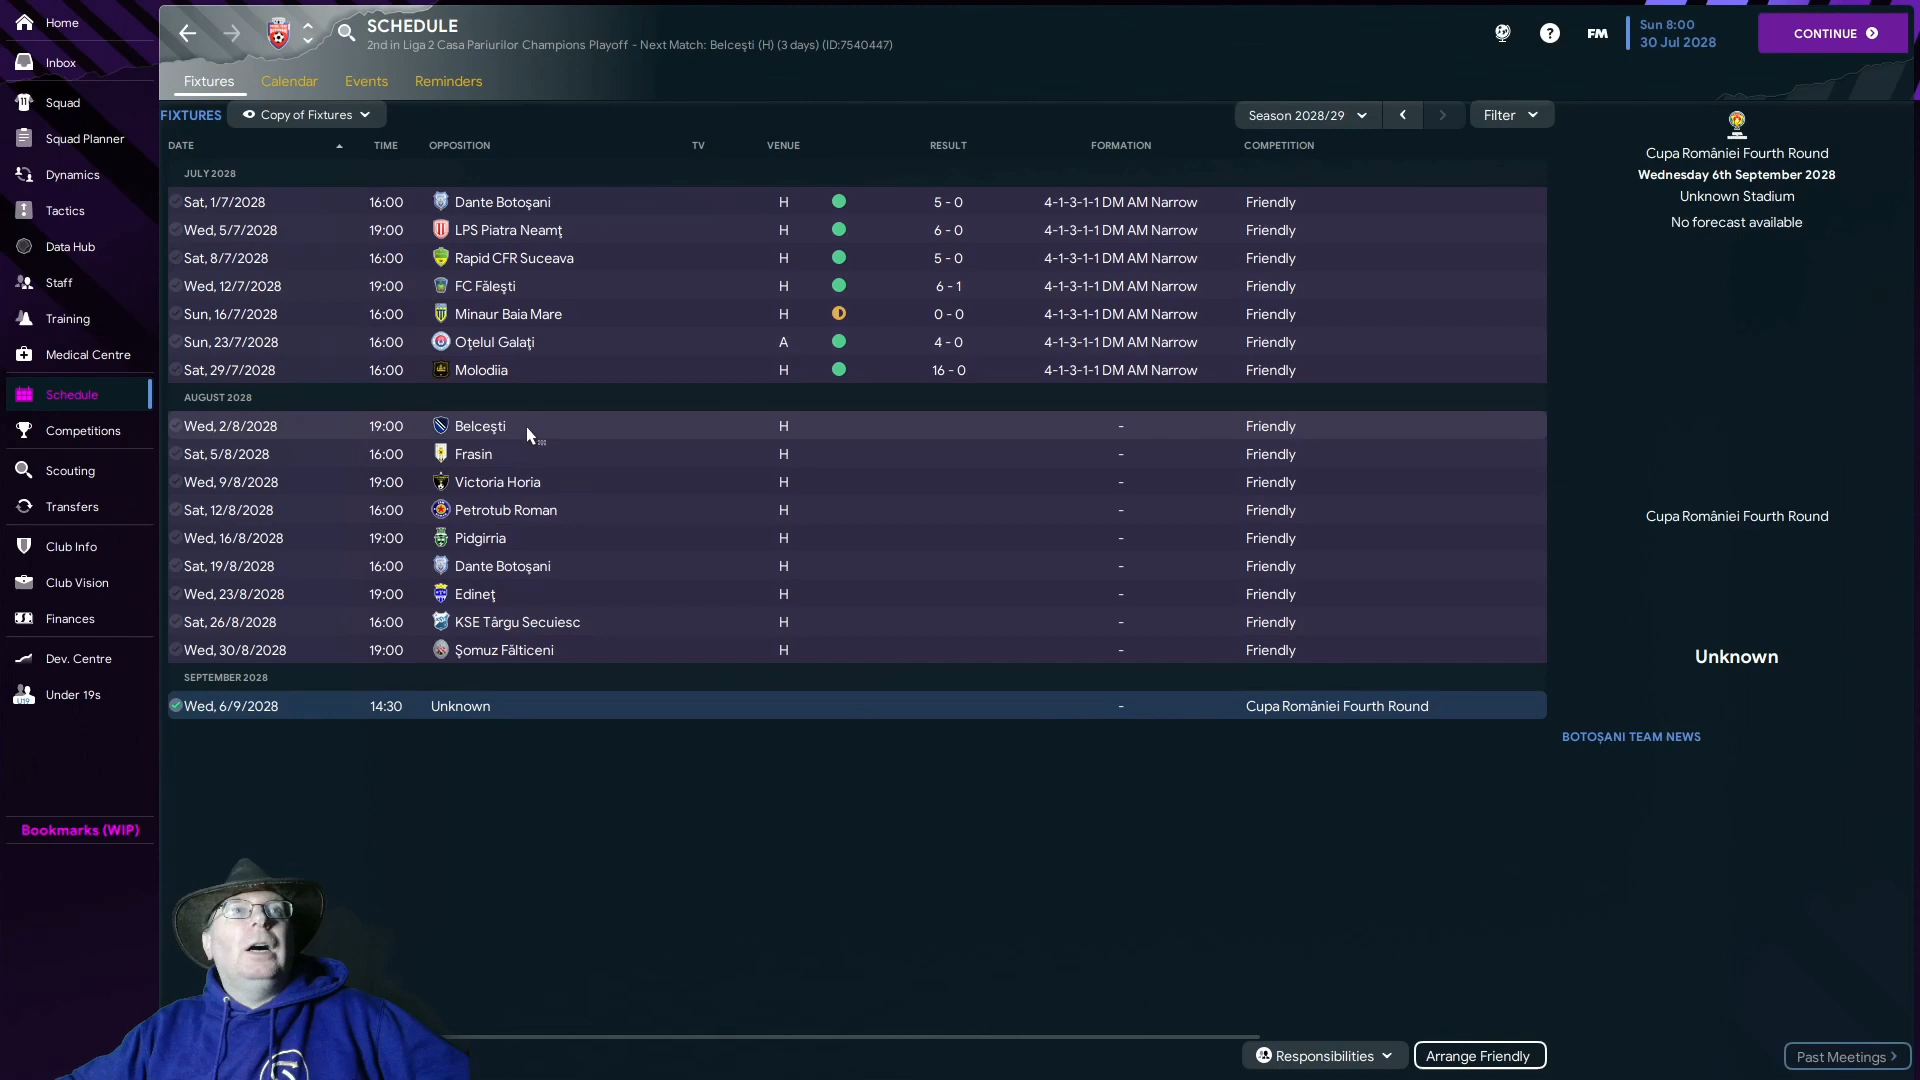 Home
Inbox
Squad
Squad Planner
Dynamics
Tactics
Data Hub
Staff
Training
Medical Centre
Schedule
Competitions
Scouting
Transfers
Club Info
Club Vision
Finances
Dev. Centre
Under 19s
Bookmarks (WIP)
SCHEDULE
2nd in Liga 2 Casa Pariurilor Champions Playoff - Next Match: Belceşti (H) (3 days) (ID:7540447)
FM
Sun 8:00
30 Jul 2028
CONTINUE
Fixtures Calendar Events Reminders
FIXTURES Copy of Fixtures Season 2028/29 Filter
DATE TIME OPPOSITION TV VENUE RESULT FORMATION COMPETITION
JULY 2028
Sat, 1/7/2028 16:00 Dante Botoşani H 5 - 0 4-1-3-1-1 DM AM Narrow Friendly
Wed, 5/7/2028 19:00 LPS Piatra Neamţ H 6 - 0 4-1-3-1-1 DM AM Narrow Friendly
Sat, 8/7/2028 16:00 Rapid CFR Suceava H 5 - 0 4-1-3-1-1 DM AM Narrow Friendly
Wed, 12/7/2028 19:00 FC Făleşti H 6 - 1 4-1-3-1-1 DM AM Narrow Friendly
Sun, 16/7/2028 16:00 Minaur Baia Mare H 0 - 0 4-1-3-1-1 DM AM Narrow Friendly
Sun, 23/7/2028 16:00 Oţelul Galaţi A 4 - 0 4-1-3-1-1 DM AM Narrow Friendly
Sat, 29/7/2028 16:00 Molodiia H 16 - 0 4-1-3-1-1 DM AM Narrow Friendly
AUGUST 2028
Wed, 2/8/2028 19:00 Belceşti H - Friendly
Sat, 5/8/2028 16:00 Frasin H - Friendly
Wed, 9/8/2028 19:00 Victoria Horia H - Friendly
Sat, 12/8/2028 16:00 Petrotub Roman H - Friendly
Wed, 16/8/2028 19:00 Pidgirria H - Friendly
Sat, 19/8/2028 16:00 Dante Botoşani H - Friendly
Wed, 23/8/2028 19:00 Edineţ H - Friendly
Sat, 26/8/2028 16:00 KSE Târgu Secuiesc H - Friendly
Wed, 30/8/2028 19:00 Şomuz Fălticeni H - Friendly
SEPTEMBER 2028
Wed, 6/9/2028 14:30 Unknown - Cupa României Fourth Round
Cupa României Fourth Round
Wednesday 6th September 2028
Unknown Stadium
No forecast available
Cupa României Fourth Round
Unknown
BOTOŞANI TEAM NEWS
Responsibilities Arrange Friendly Past Meetings